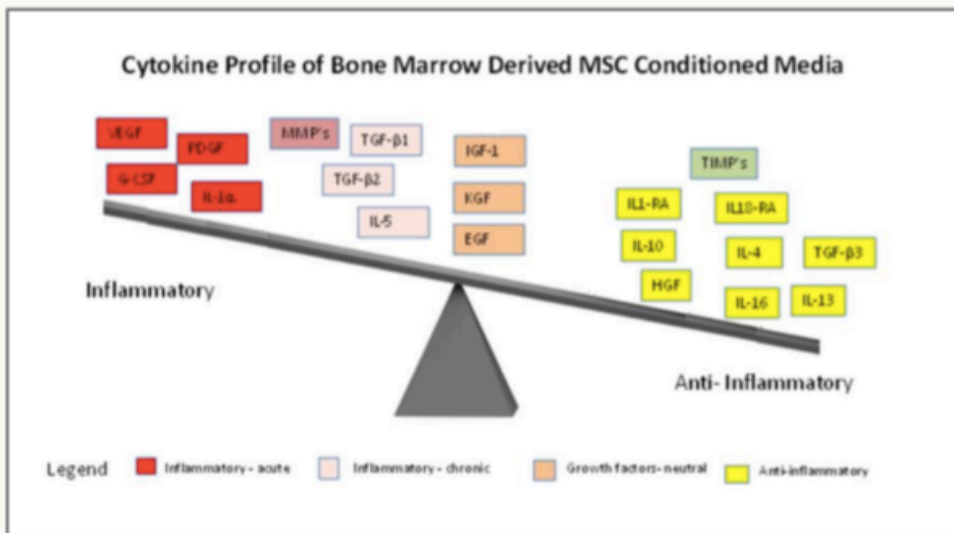 Cytokine Profile of Bone Marrow Derived MSC Conditioned Media
VEGF
PDGF
G-CSF
IL-1α
MMP's
TGF-β1
TGF-β2
IL-5
IGF-1
KGF
EGF
TIMP's
IL1-RA
IL18-RA
IL-10
IL-4
TGF-β3
HGF
IL-16
IL-13
Inflammatory
Anti- Inflammatory
Legend
Inflammatory - acute
Inflammatory - chronic
Growth factors- neutral
Anti-inflammatory